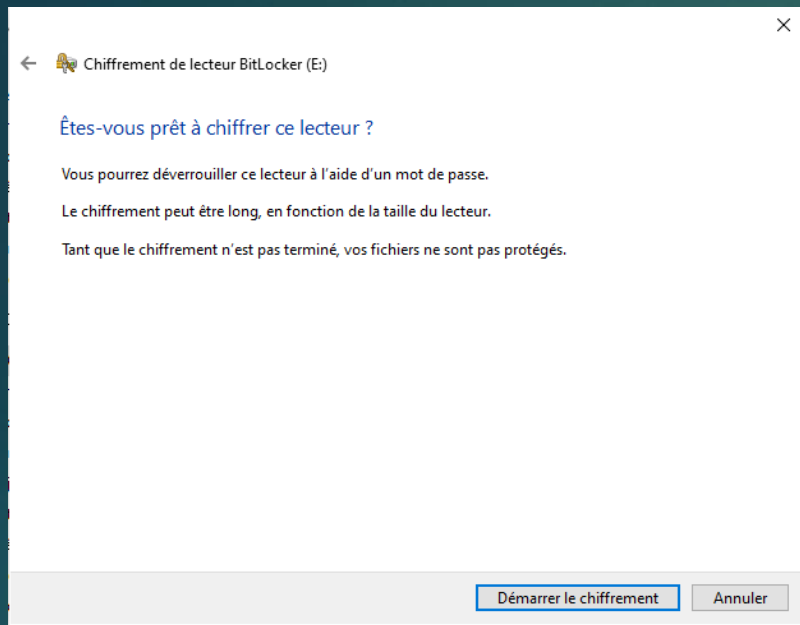 Chiffrement de lecteur BitLocker (E:)
Êtes-vous prêt à chiffrer ce lecteur ?
Vous pourrez déverrouiller ce lecteur à l’aide d’un mot de passe.
Le chiffrement peut être long, en fonction de la taille du lecteur.
Tant que le chiffrement n’est pas terminé, vos fichiers ne sont pas protégés.
Démarrer le chiffrement
Annuler